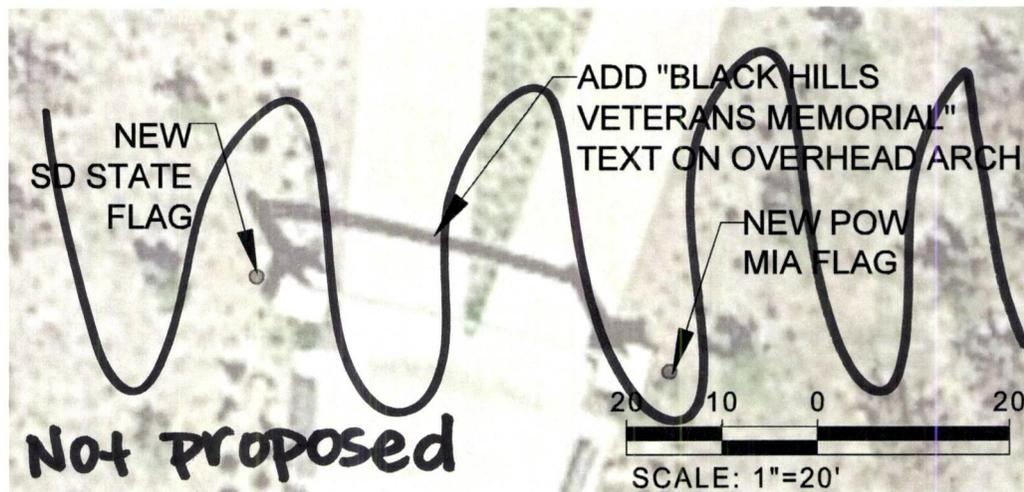 ADD "BLACK HILLS
VETERANS MEMORIAL"
TEXT ON OVERHEAD ARCH
NEW
SD STATE
FLAG
NEW POW
MIA FLAG
20 10 0 20
SCALE: 1"=20'
Not proposed